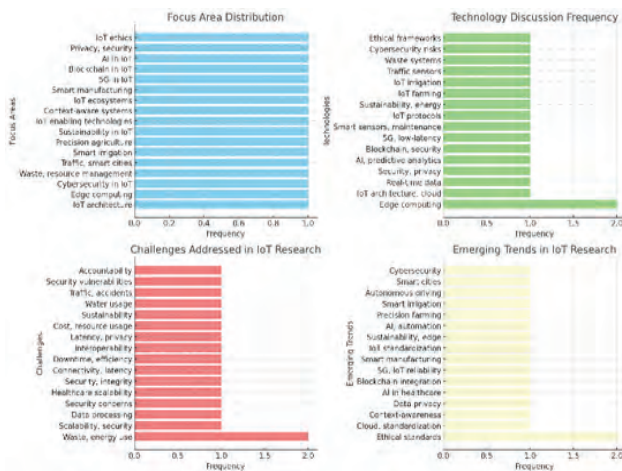 Focus Area Distribution
IoT ethics
Privacy, security
AI in IoT
Blockchain in IoT
5G in IoT
Smart manufacturing
IoT ecosystems
Context-aware systems
IoT enabling technologies
Sustainability in IoT
Precision agriculture
Smart irrigation
Traffic, smart cities
Waste, resource management
Cybersecurity in IoT
Edge computing
IoT architecture
Focus Areas
0.0 0.2 0.4 0.6 0.8 1.0
Frequency
Technology Discussion Frequency
Ethical frameworks
Cybersecurity risks
Waste systems
Traffic sensors
IoT irrigation
IoT farming
Sustainability, energy
IoT protocols
Smart sensors, maintenance
5G, low-latency
Blockchain, security
AI, predictive analytics
Security, privacy
Real-time data
IoT architecture, cloud
Edge computing
Technologies
0.0 0.5 1.0 1.5 2.0
Frequency
Challenges Addressed in IoT Research
Accountability
Security vulnerabilities
Traffic, accidents
Water usage
Sustainability
Cost, resource usage
Latency, privacy
Interoperability
Downtime, efficiency
Connectivity, latency
Security, integrity
Healthcare scalability
Security concerns
Data processing
Scalability, security
Waste, energy use
Challenges
0.0 0.5 1.0 1.5 2.0
Frequency
Emerging Trends in IoT Research
Cybersecurity
Smart cities
Autonomous driving
Smart irrigation
Precision farming
AI, automation
Sustainability, edge
IoT standardization
Smart manufacturing
5G, IoT reliability
Blockchain integration
AI in healthcare
Data privacy
Context-awareness
Cloud, standardization
Ethical standards
Emerging Trends
0.0 0.5 1.0 1.5 2.0
Frequency